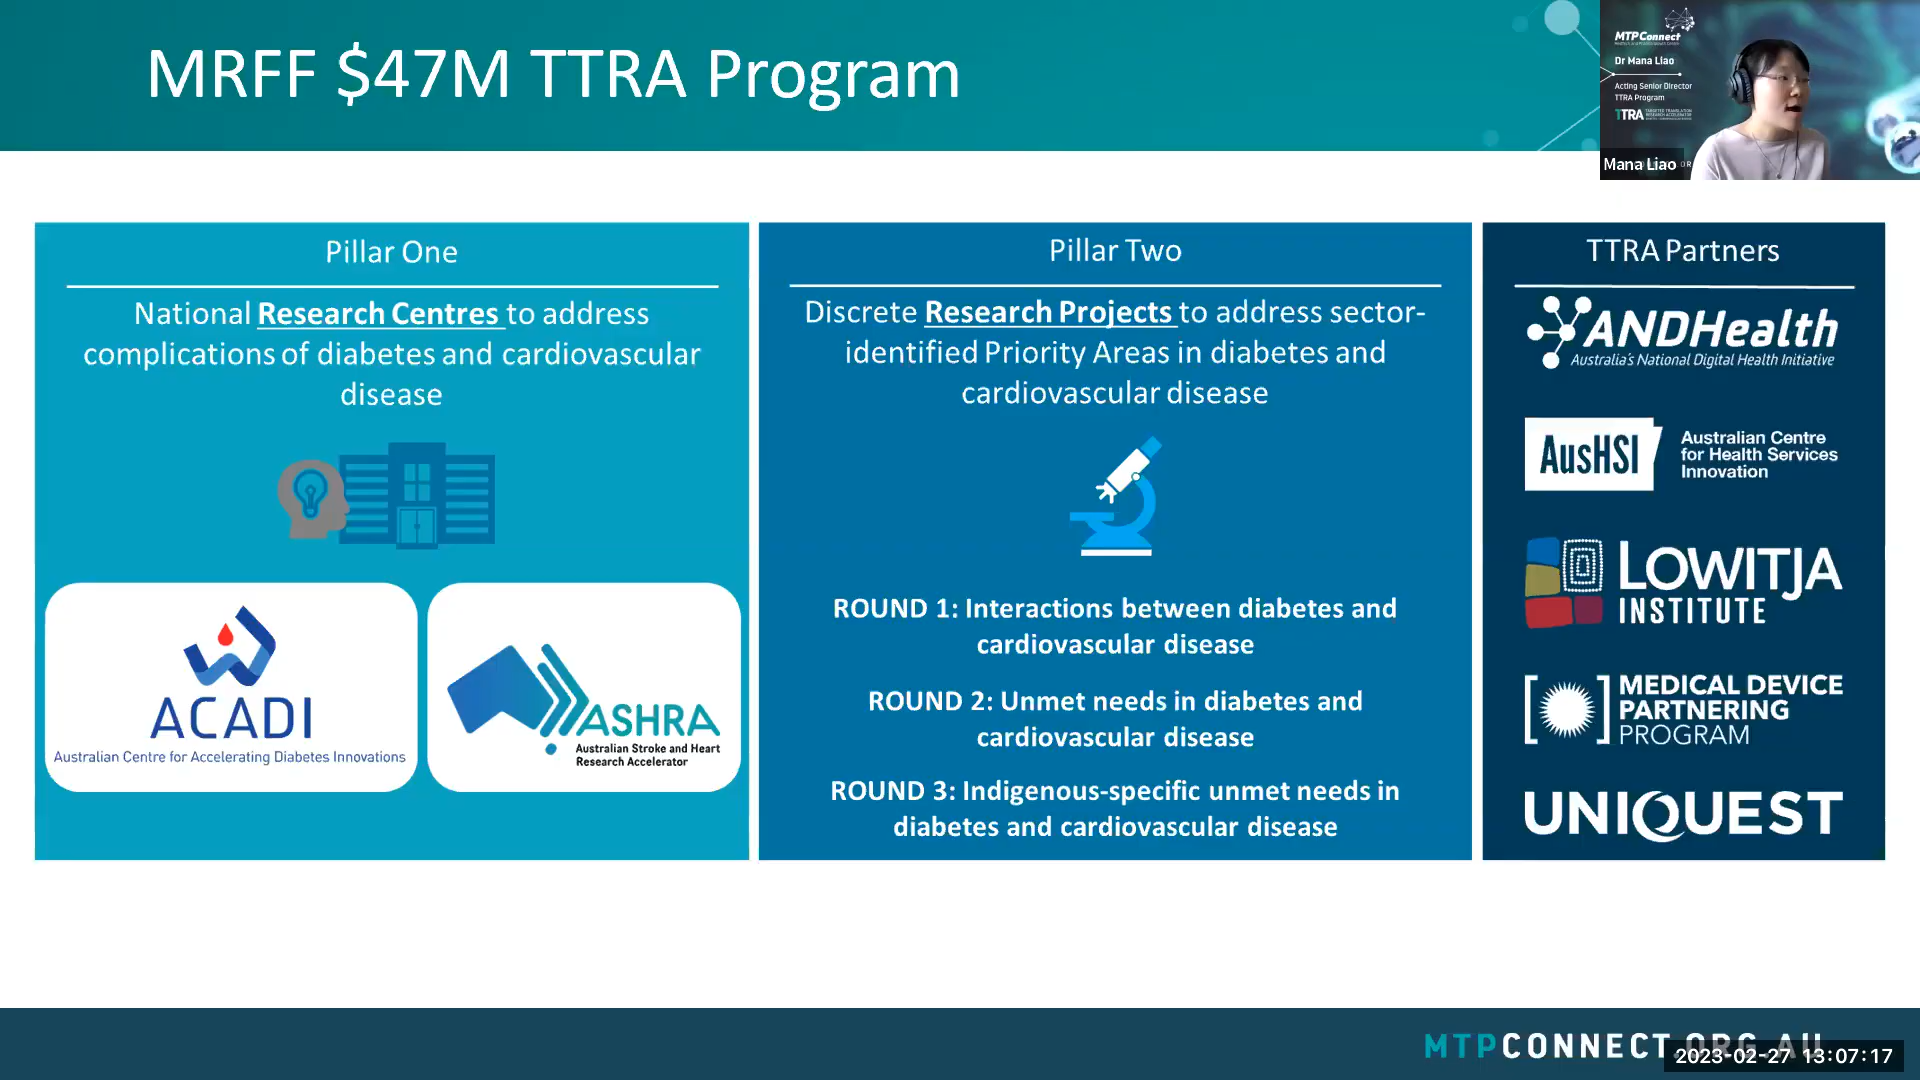 MRFF $47M TTRA Program
MTPConnect
Dr Mana Liao
Acting Senior Director
TTRA Program
TTRA
Mana Liao
Pillar One
National Research Centres to address
complications of diabetes and cardiovascular
disease
ACADI
Australian Centre for Accelerating Diabetes Innovations
ASHRA
Australian Stroke and Heart
Research Accelerator
Pillar Two
Discrete Research Projects to address sector-
identified Priority Areas in diabetes and
cardiovascular disease
ROUND 1: Interactions between diabetes and
cardiovascular disease
ROUND 2: Unmet needs in diabetes and
cardiovascular disease
ROUND 3: Indigenous-specific unmet needs in
diabetes and cardiovascular disease
TTRA Partners
ANDHealth
Australia's National Digital Health Initiative
AusHSI
Australian Centre
for Health Services
Innovation
LOWITJA
INSTITUTE
MEDICAL DEVICE
PARTNERING
PROGRAM
UNIQUEST
MTPCONNECT.ORG.AU
2023-02-27 13:07:17